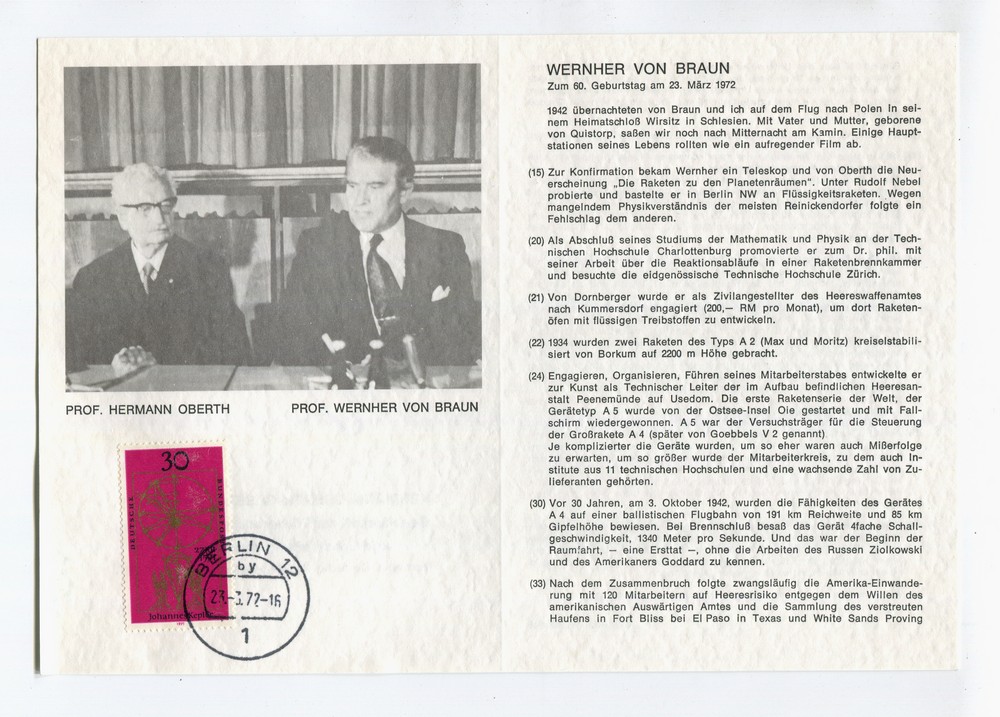 PROF. HERMANN OBERTH
PROF. WERNHER VON BRAUN
30
DEUTSCHE
BUNDESPOST
Johannes Kepler
BERLIN 12
by
23.-3.72-16
1
WERNHER VON BRAUN
Zum 60. Geburtstag am 23. März 1972
1942 übernachteten von Braun und ich auf dem Flug nach Polen in sei-
nem Heimatschloß Wirsitz in Schlesien. Mit Vater und Mutter, geborene
von Quistorp, saßen wir noch nach Mitternacht am Kamin. Einige Haupt-
stationen seines Lebens rollten wie ein aufregender Film ab.
(15) Zur Konfirmation bekam Wernher ein Teleskop und von Oberth die Neu-
erscheinung „Die Raketen zu den Planetenräumen“. Unter Rudolf Nebel
probierte und bastelte er in Berlin NW an Flüssigkeitsraketen. Wegen
mangelndem Physikverständnis der meisten Reinickendorfer folgte ein
Fehlschlag dem anderen.
(20) Als Abschluß seines Studiums der Mathematik und Physik an der Tech-
nischen Hochschule Charlottenburg promovierte er zum Dr. phil. mit
seiner Arbeit über die Reaktionsabläufe in einer Raketenbrennkammer
und besuchte die eidgenössische Technische Hochschule Zürich.
(21) Von Dornberger wurde er als Zivilangestellter des Heereswaffenamtes
nach Kummersdorf engagiert (200,— RM pro Monat), um dort Raketen-
öfen mit flüssigen Treibstoffen zu entwickeln.
(22) 1934 wurden zwei Raketen des Typs A 2 (Max und Moritz) kreiselstabili-
siert von Borkum auf 2200 m Höhe gebracht.
(24) Engagieren, Organisieren, Führen seines Mitarbeiterstabes entwickelte er
zur Kunst als Technischer Leiter der im Aufbau befindlichen Heeresan-
stalt Peenemünde auf Usedom. Die erste Raketenserie der Welt, der
Gerätetyp A 5 wurde von der Ostsee-Insel Oie gestartet und mit Fall-
schirm wiedergewonnen. A 5 war der Versuchsträger für die Steuerung
der Großrakete A 4 (später von Goebbels V 2 genannt)
Je komplizierter die Geräte wurden, um so eher waren auch Mißerfolge
zu erwarten, um so größer wurde der Mitarbeiterkreis, zu dem auch In-
stitute aus 11 technischen Hochschulen und eine wachsende Zahl von Zu-
lieferanten gehörten.
(30) Vor 30 Jahren, am 3. Oktober 1942, wurden die Fähigkeiten des Gerätes
A 4 auf einer ballistischen Flugbahn von 191 km Reichweite und 85 km
Gipfelhöhe bewiesen. Bei Brennschluß besaß das Gerät 4fache Schall-
geschwindigkeit, 1340 Meter pro Sekunde. Und das war der Beginn der
Raumfahrt, — eine Ersttat —, ohne die Arbeiten des Russen Ziolkowski
und des Amerikaners Goddard zu kennen.
(33) Nach dem Zusammenbruch folgte zwangsläufig die Amerika-Einwande-
rung mit 120 Mitarbeitern auf Heeresrisiko entgegen dem Willen des
amerikanischen Auswärtigen Amtes und die Sammlung des verstreuten
Haufens in Fort Bliss bei El Paso in Texas und White Sands Proving